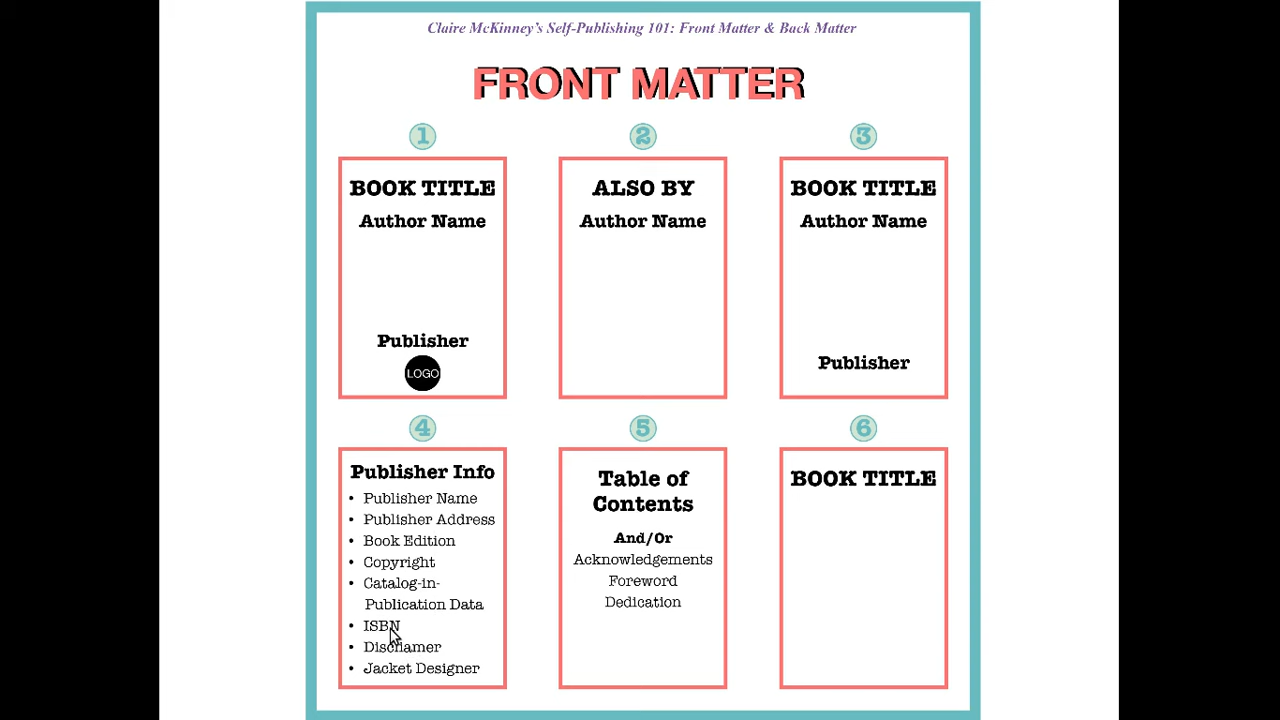 Claire McKinney's Self-Publishing 101: Front Matter & Back Matter
FRONT MATTER
1
BOOK TITLE
Author Name
Publisher
LOGO
2
ALSO BY
Author Name
3
BOOK TITLE
Author Name
Publisher
4
Publisher Info
• Publisher Name
• Publisher Address
• Book Edition
• Copyright
• Catalog-in-
Publication Data
• ISBN
• Disclaimer
• Jacket Designer
5
Table of
Contents
And/Or
Acknowledgements
Foreword
Dedication
6
BOOK TITLE